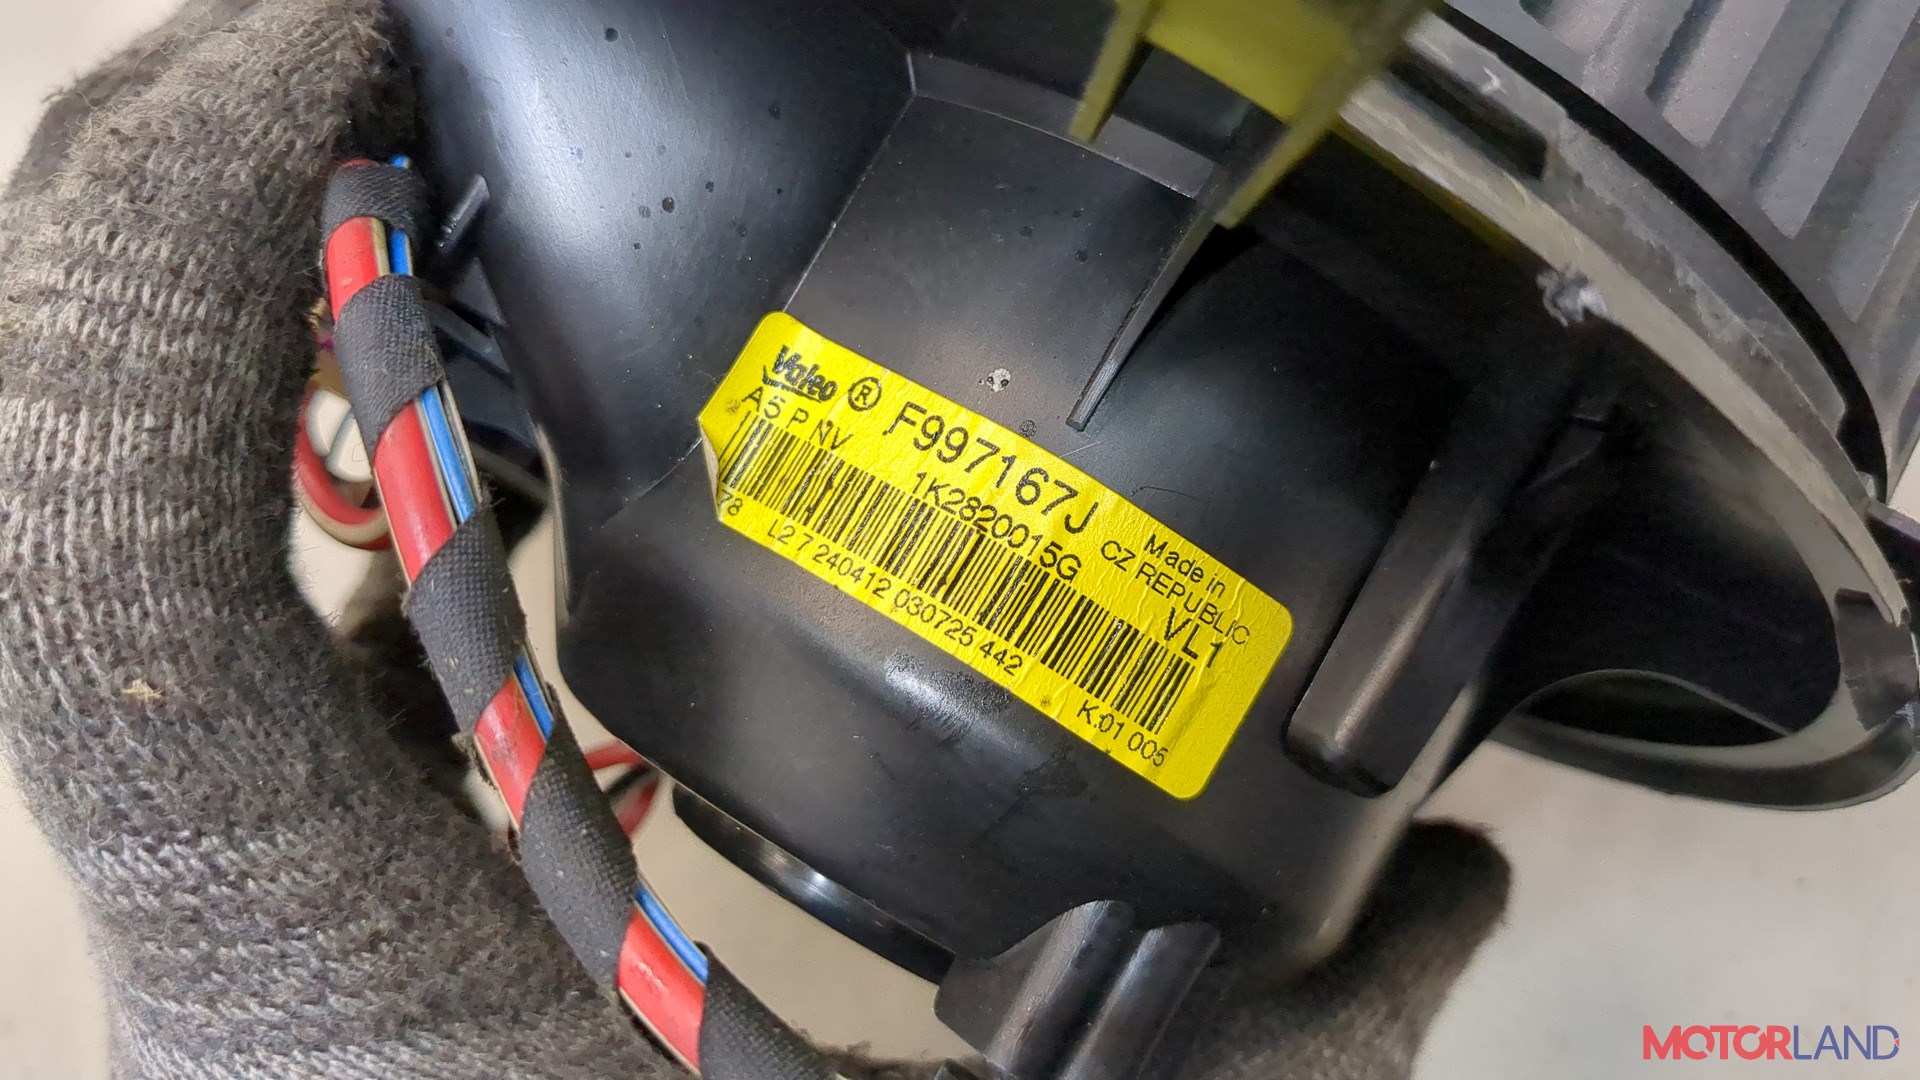 Valeo ® F997167J Made in
A5 P NV 1K2820015G CZ REPUBLIC
VL1
78 L2 7 240412 030725 442 K:01 005
MOTORLAND